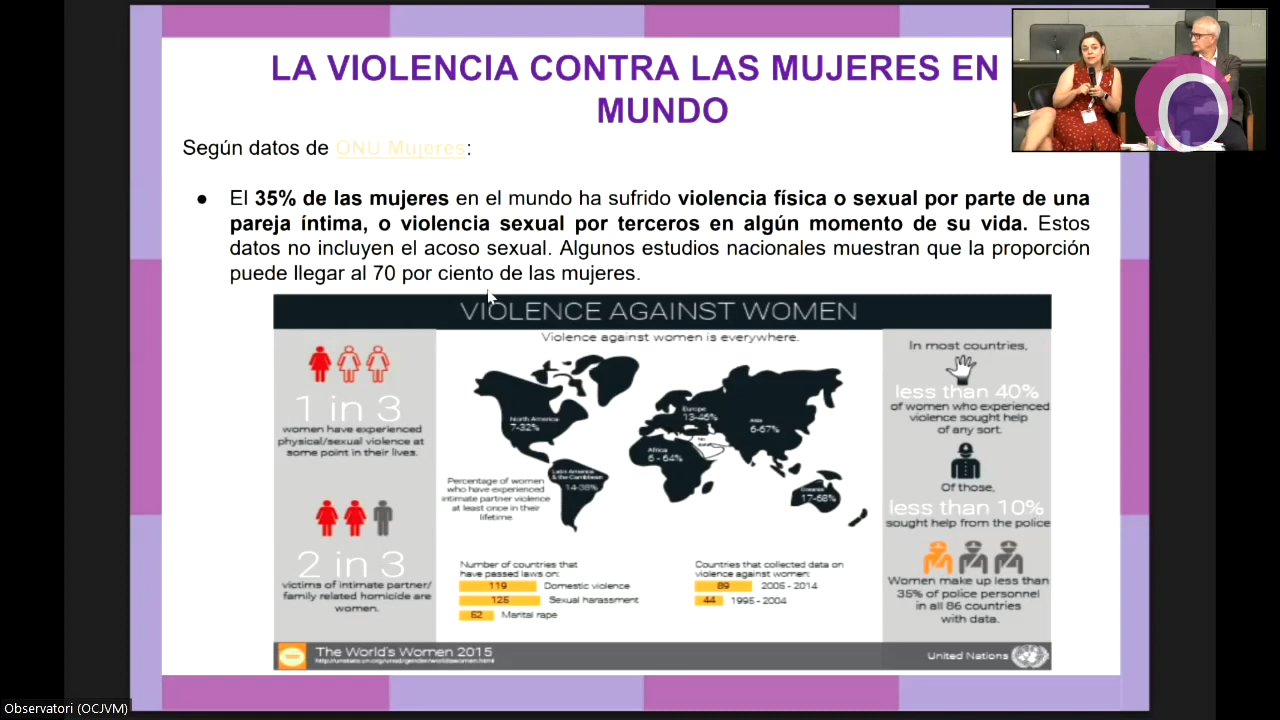 LA VIOLENCIA CONTRA LAS MUJERES EN
MUNDO
Según datos de ONU Mujeres:
● El 35% de las mujeres en el mundo ha sufrido violencia física o sexual por parte de una
pareja íntima, o violencia sexual por terceros en algún momento de su vida. Estos
datos no incluyen el acoso sexual. Algunos estudios nacionales muestran que la proporción
puede llegar al 70 por ciento de las mujeres.
VIOLENCE AGAINST WOMEN
Violence against women is everywhere.
1 in 3
women have experienced
physical/sexual violence at
some point in their lives.
2 in 3
victims of intimate partner/
family related homicide are
women.
North America
7-32%
Latin America
& the Caribbean
14-38%
Europe
13-46%
Africa
6 - 64%
Asia
6-67%
Oceania
17-68%
Percentage of women
who have experienced
intimate partner violence
at least once in their
lifetime.
Number of countries that
have passed laws on:
119 Domestic violence
125 Sexual harassment
52 Marital rape
Countries that collected data on
violence against women:
89 2005 - 2014
44 1995 - 2004
In most countries,
less than 40%
of women who experienced
violence sought help
of any sort.
Of those,
less than 10%
sought help from the police
Women make up less than
35% of police personnel
in all 86 countries
with data.
The World's Women 2015
http://unstats.un.org/unsd/gender/worldswomen.html
United Nations
Observatori (OCJVM)